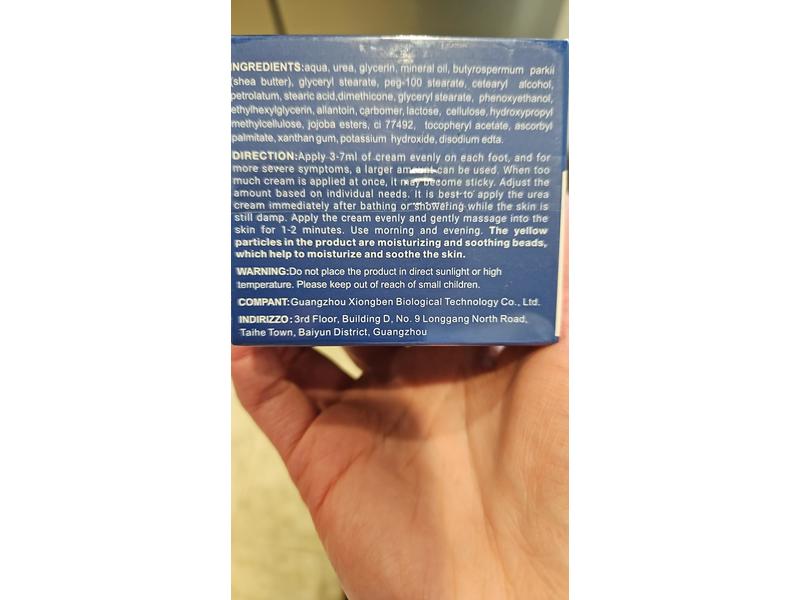 INGREDIENTS:aqua, urea, glycerin, mineral oil, butyrospermum parkii
(shea butter), glyceryl stearate, peg-100 stearate, cetearyl alcohol,
petrolatum, stearic acid,dimethicone, glyceryl stearate, phenoxyethanol,
ethylhexylglycerin, allantoin, carbomer, lactose, cellulose, hydroxypropyl
methylcellulose, jojoba esters, ci 77492, tocopheryl acetate, ascorbyl
palmitate, xanthan gum, potassium hydroxide, disodium edta.
DIRECTION:Apply 3-7ml of cream evenly on each foot, and for
more severe symptoms, a larger amount can be used. When too
much cream is applied at once, it may become sticky. Adjust the
amount based on individual needs. It is best to apply the urea
cream immediately after bathing or showering while the skin is
still damp. Apply the cream evenly and gently massage into the
skin for 1-2 minutes. Use morning and evening. The yellow
particles in the product are moisturizing and soothing beads,
which help to moisturize and soothe the skin.
WARNING:Do not place the product in direct sunlight or high
temperature. Please keep out of reach of small children.
COMPANT:Guangzhou Xiongben Biological Technology Co., Ltd.
INDIRIZZO:3rd Floor, Building D, No. 9 Longgang North Road,
Taihe Town, Baiyun District, Guangzhou